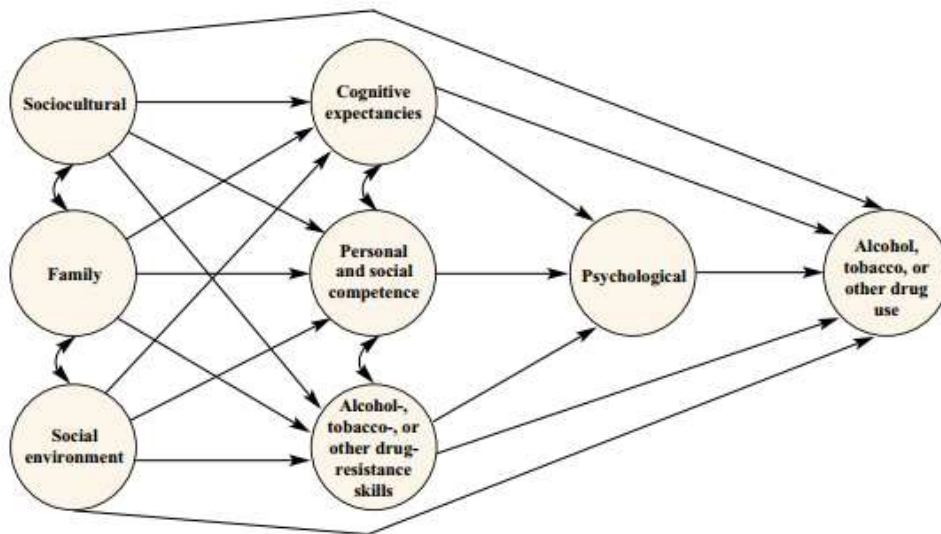 Sociocultural
Cognitive
expectancies
Family
Personal
and social
competence
Psychological
Alcohol,
tobacco, or
other drug
use
Social
environment
Alcohol-,
tobacco-, or
other drug-
resistance
skills